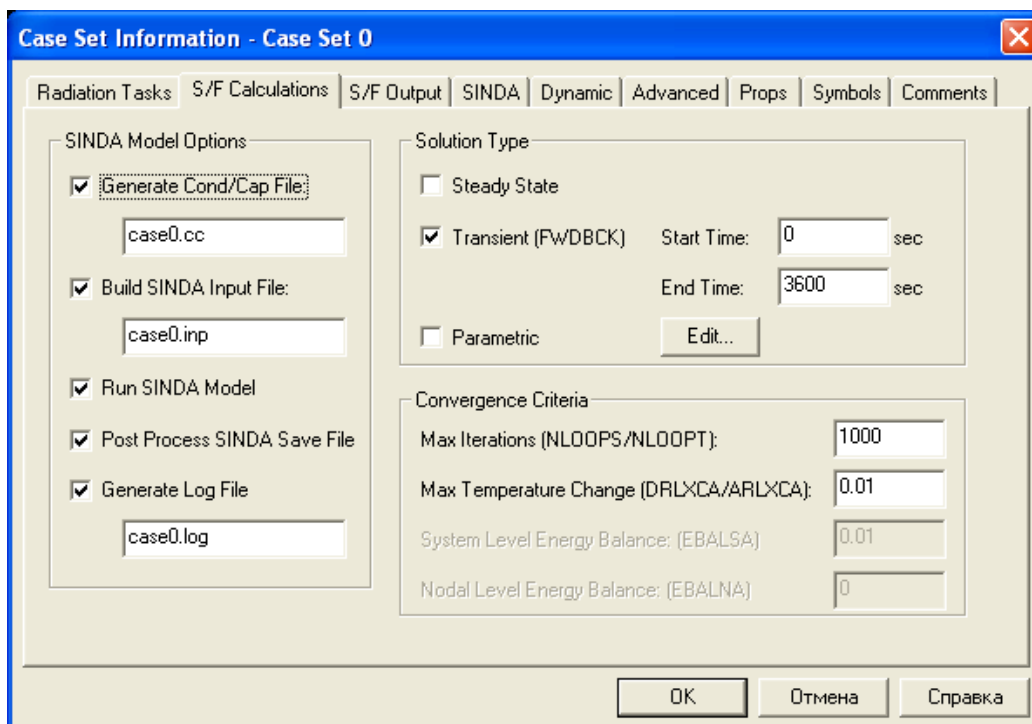 Case Set Information - Case Set 0
Radiation Tasks S/F Calculations S/F Output SINDA Dynamic Advanced Props Symbols Comments
SINDA Model Options
Generate Cond/Cap File:
case0.cc
Build SINDA Input File:
case0.inp
Run SINDA Model
Post Process SINDA Save File
Generate Log File
case0.log
Solution Type
Steady State
Transient (FWDBCK) Start Time: 0 sec
End Time: 3600 sec
Parametric Edit...
Convergence Criteria
Max Iterations (NLOOPS/NLOOPT): 1000
Max Temperature Change (DRLXCA/ARLXCA): 0.01
System Level Energy Balance: (EBALSA) 0.01
Nodal Level Energy Balance: (EBALNA) 0
OK Отмена Справка